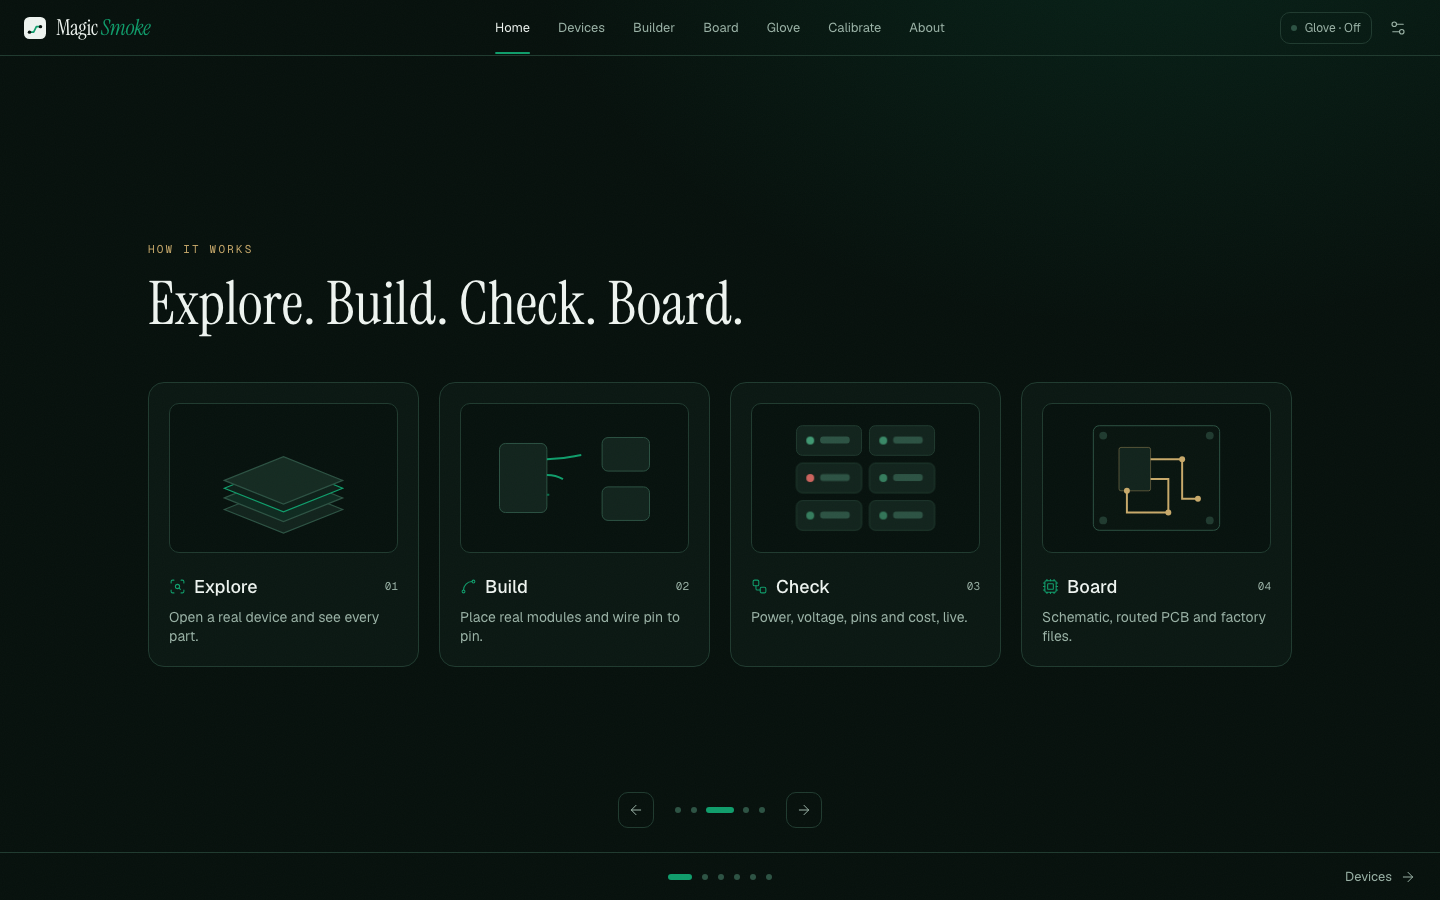 Magic Smoke
Home
Devices
Builder
Board
Glove
Calibrate
About
Glove · Off
HOW IT WORKS
Explore. Build. Check. Board.
Explore
01
Open a real device and see every
part.
Build
02
Place real modules and wire pin to
pin.
Check
03
Power, voltage, pins and cost, live.
Board
04
Schematic, routed PCB and factory
files.
Devices